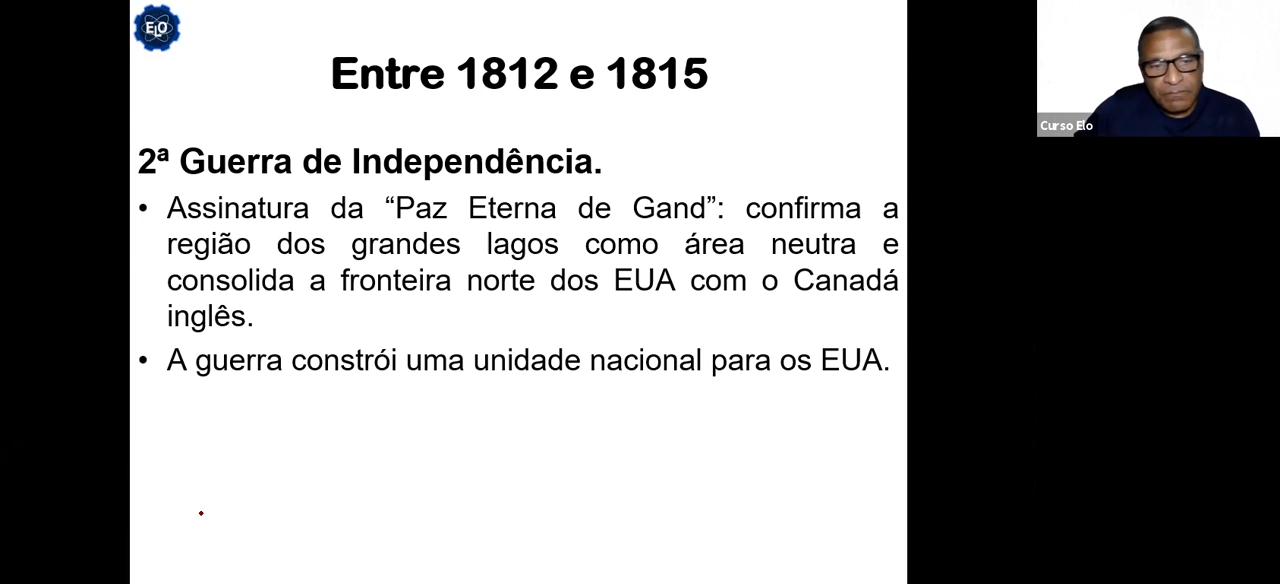 ELO
Entre 1812 e 1815
Curso Elo
2ª Guerra de Independência.
• Assinatura da “Paz Eterna de Gand”: confirma a
região dos grandes lagos como área neutra e
consolida a fronteira norte dos EUA com o Canadá
inglês.
• A guerra constrói uma unidade nacional para os EUA.